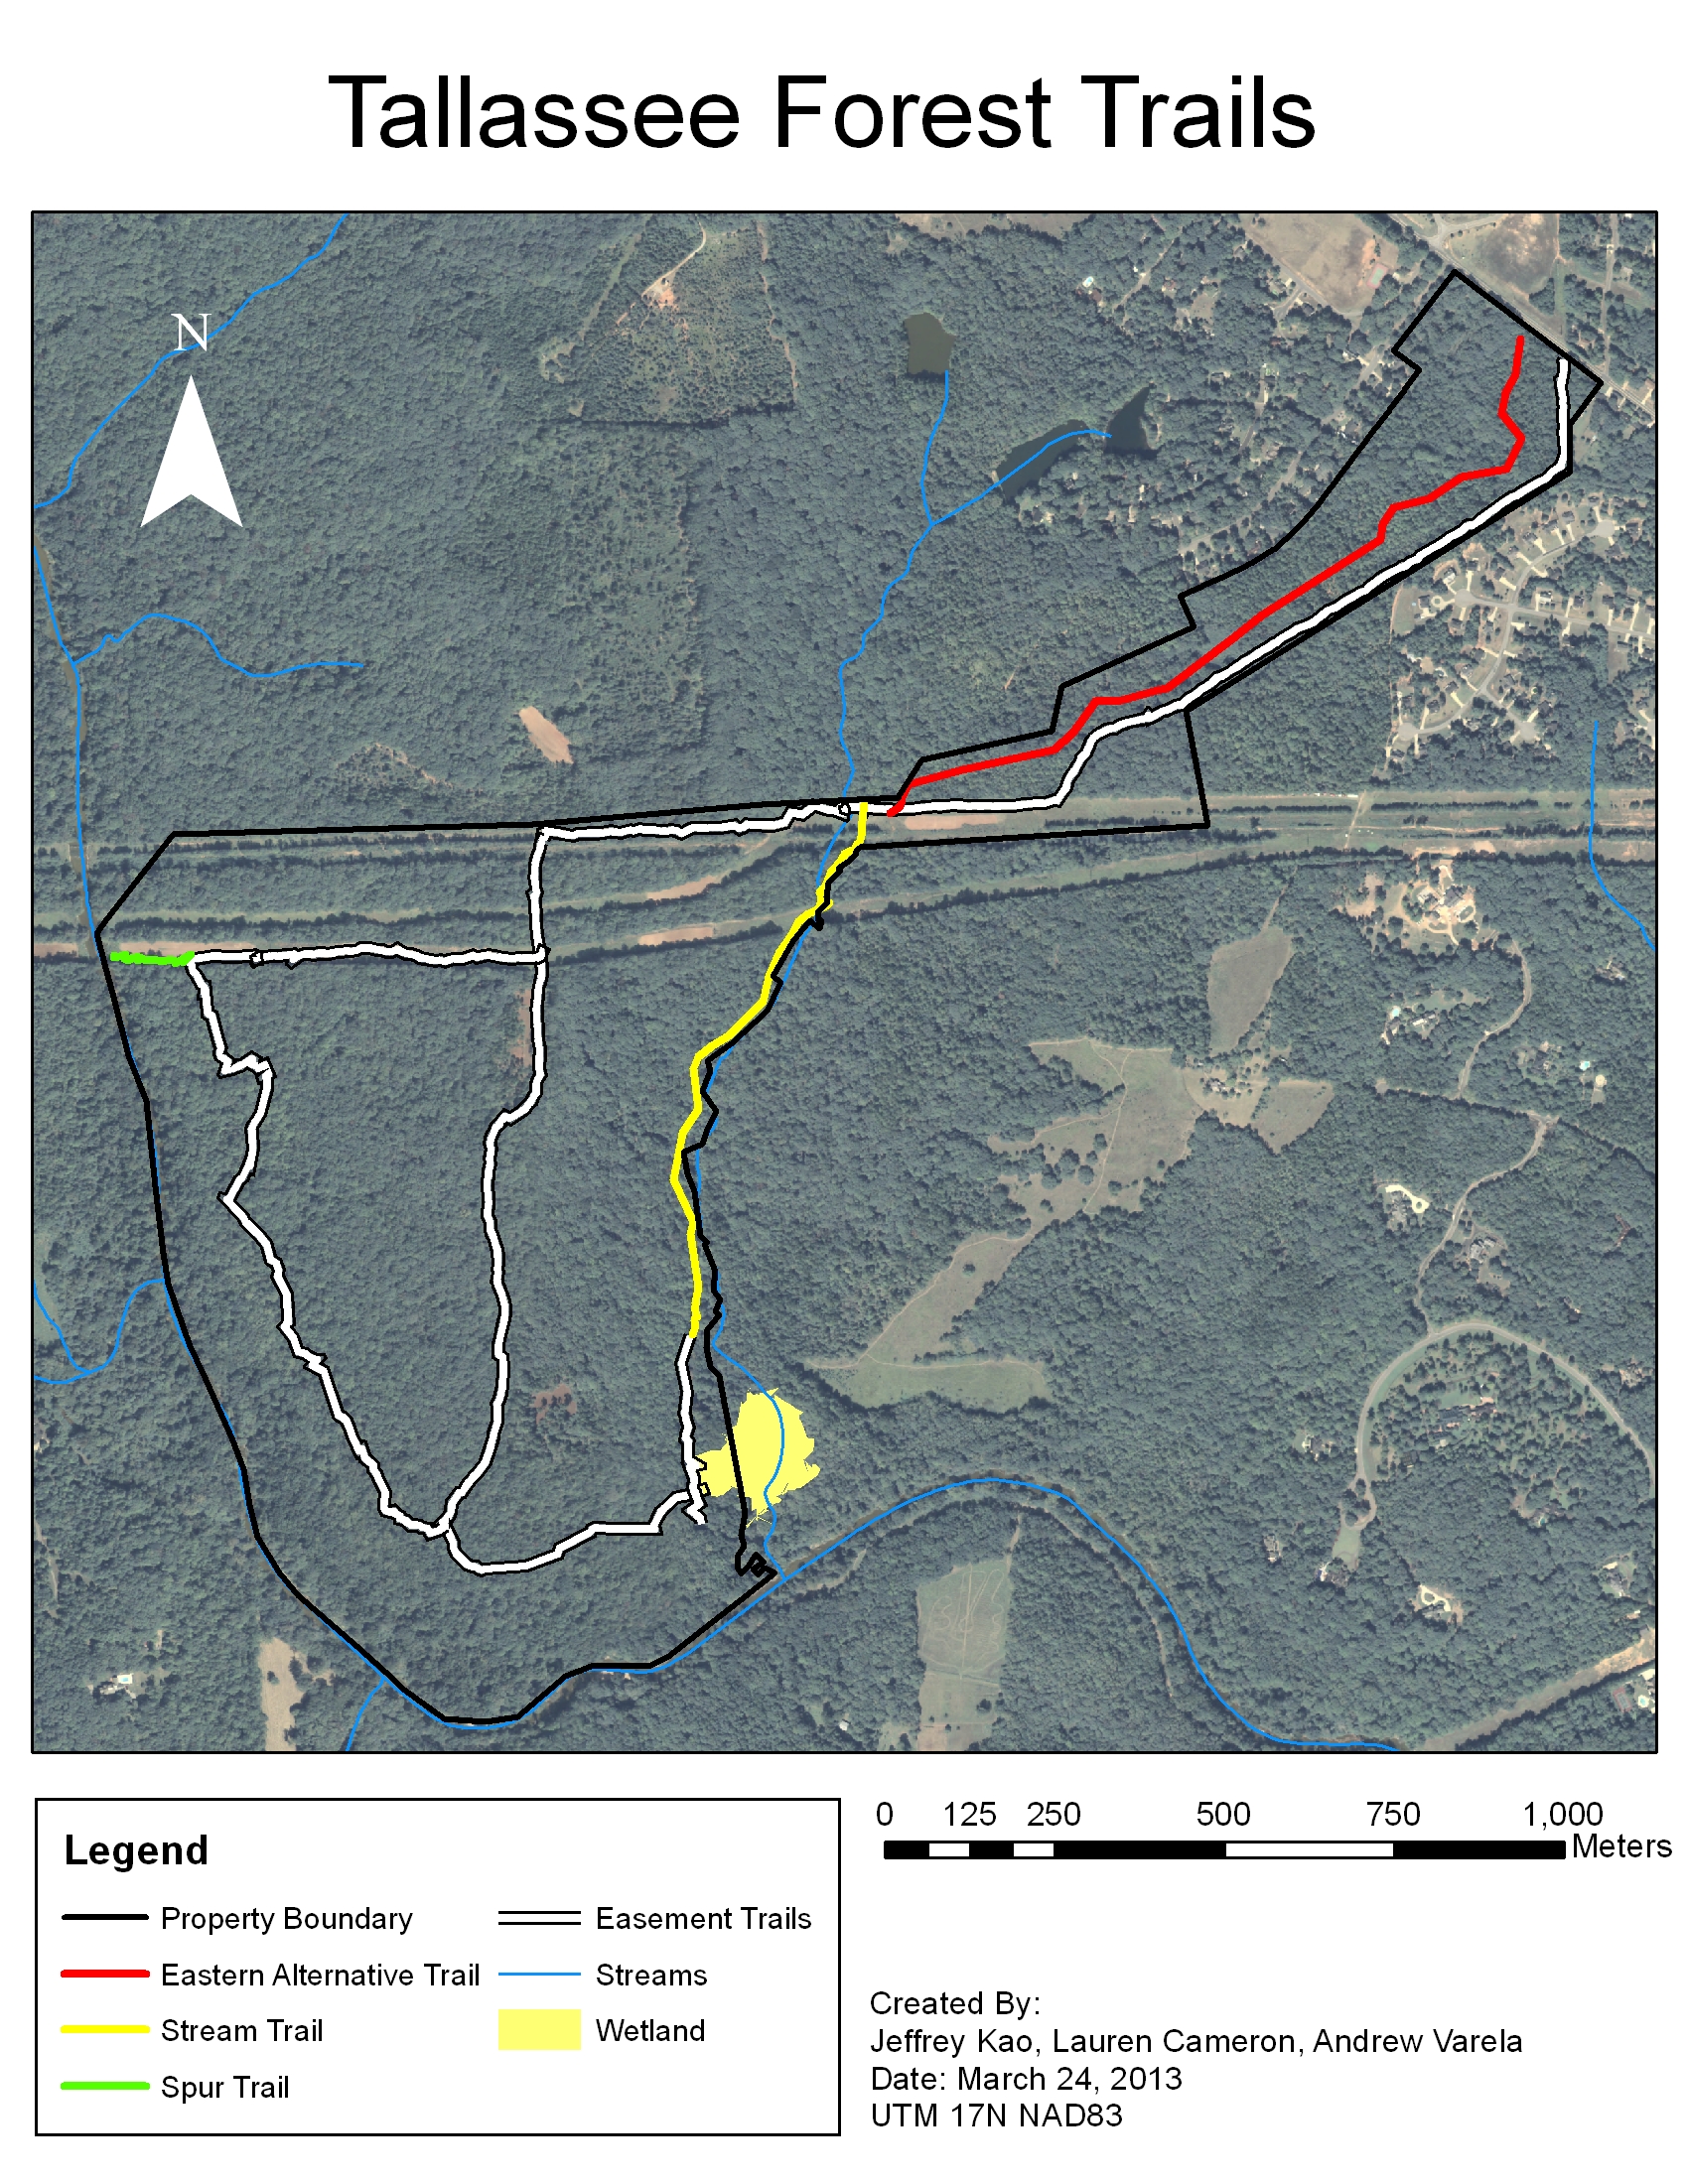 Tallassee Forest Trails
N
Legend
Property Boundary
Eastern Alternative Trail
Stream Trail
Spur Trail
Easement Trails
Streams
Wetland
0 125 250 500 750 1,000
Meters
Created By:
Jeffrey Kao, Lauren Cameron, Andrew Varela
Date: March 24, 2013
UTM 17N NAD83